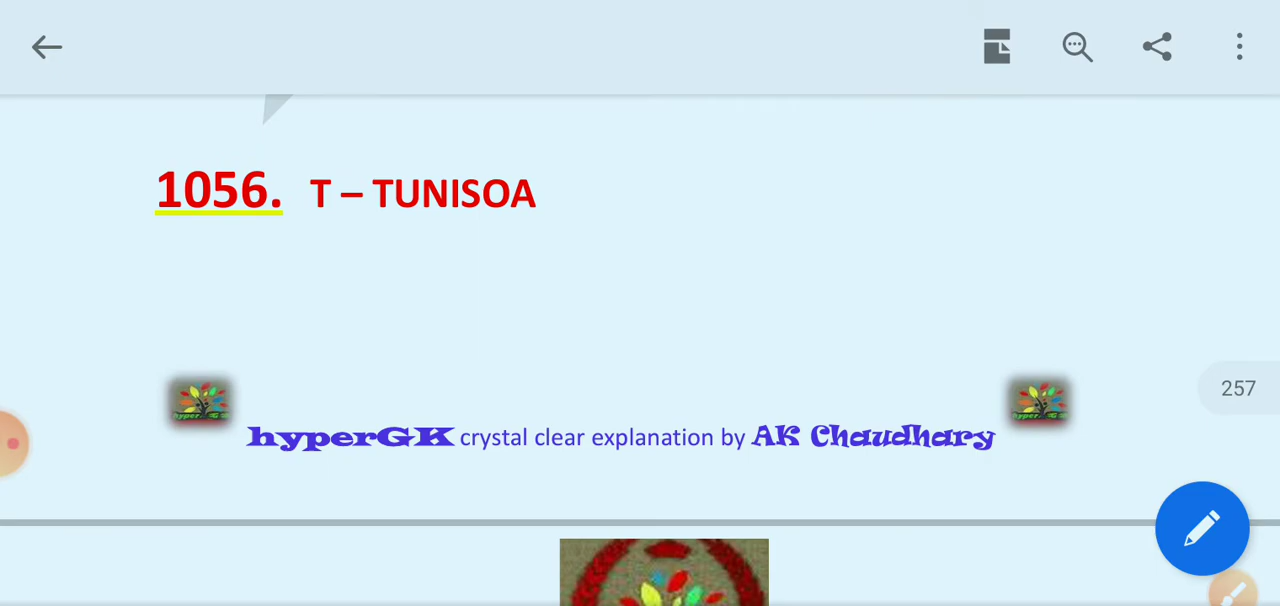 1056. T – TUNISOA
257
hyperGK crystal clear explanation by AK Chaudhary